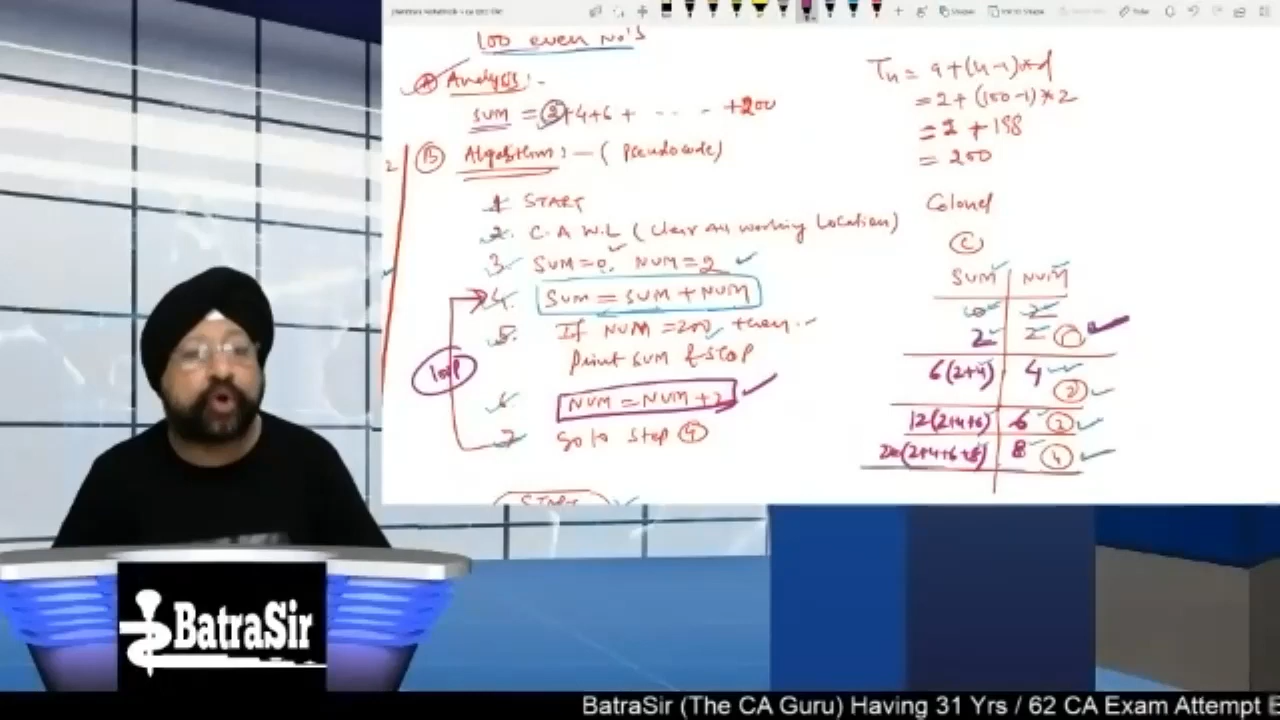 100 even No's
(A) Analysis:-
SUM = 2+4+6+ ... +200
(B) Algorithm:- (Pseudocode)
1. START
2. C.A.W.L (Clear All Working Location)
3. SUM=0, NUM=2
4. SUM = SUM + NUM
5. If NUM=200, then
Print SUM & Stop
6. NUM = NUM + 2
7. go to step (4)
Loop
START
Tn = a+(n-1)*d
= 2+(100-1)*2
= 2 + 198
= 200
SUM | NUM
0 | 2
2 | 2 (1)
6(2+4) | 4 (2)
12(2+4+6) | 6
20(2+4+6+8) | 8 (4)
BatraSir
BatraSir (The CA Guru) Having 31 Yrs / 62 CA Exam Attempt E